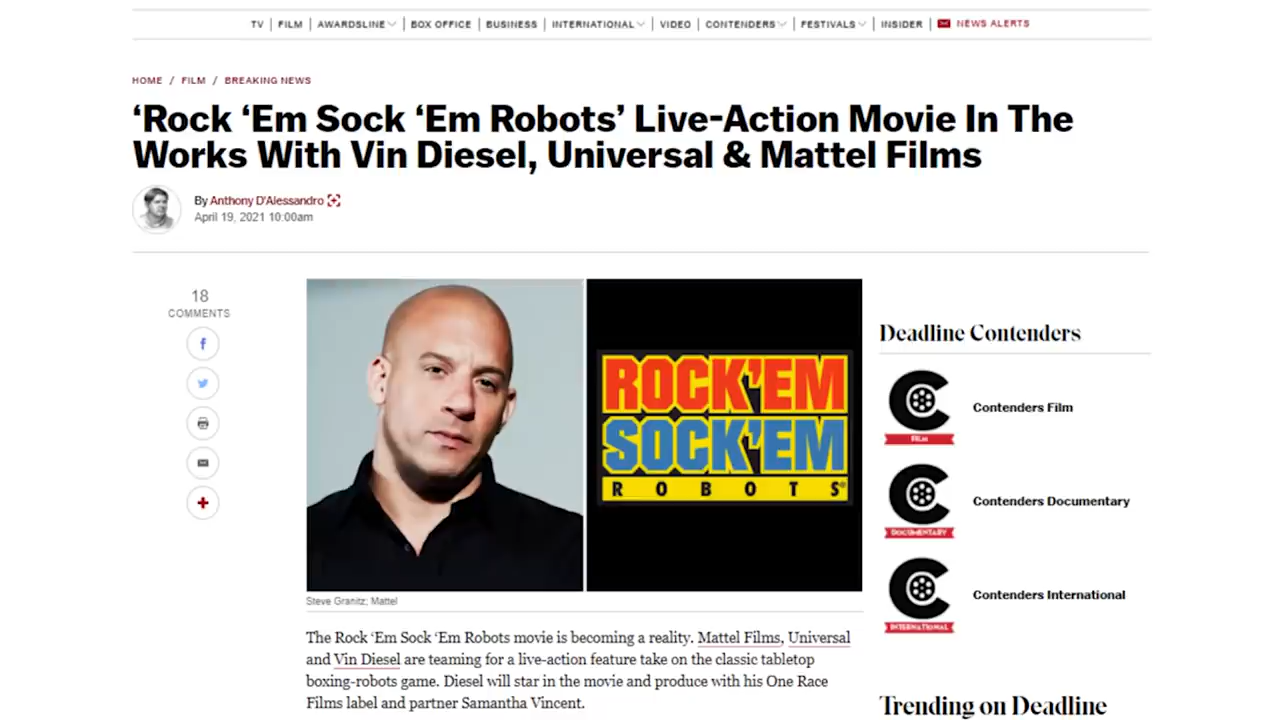 TV | FILM | AWARDSLINE | BOX OFFICE | BUSINESS | INTERNATIONAL | VIDEO | CONTENDERS | FESTIVALS | INSIDER | NEWS ALERTS
HOME / FILM / BREAKING NEWS
‘Rock ‘Em Sock ‘Em Robots’ Live-Action Movie In The
Works With Vin Diesel, Universal & Mattel Films
By Anthony D'Alessandro
April 19, 2021 10:00am
18
COMMENTS
ROCK'EM
SOCK'EM
ROBOTS®
Steve Granitz; Mattel
The Rock ‘Em Sock ‘Em Robots movie is becoming a reality. Mattel Films, Universal
and Vin Diesel are teaming for a live-action feature take on the classic tabletop
boxing-robots game. Diesel will star in the movie and produce with his One Race
Films label and partner Samantha Vincent.
Deadline Contenders
FILM
Contenders Film
DOCUMENTARY
Contenders Documentary
INTERNATIONAL
Contenders International
Trending on Deadline